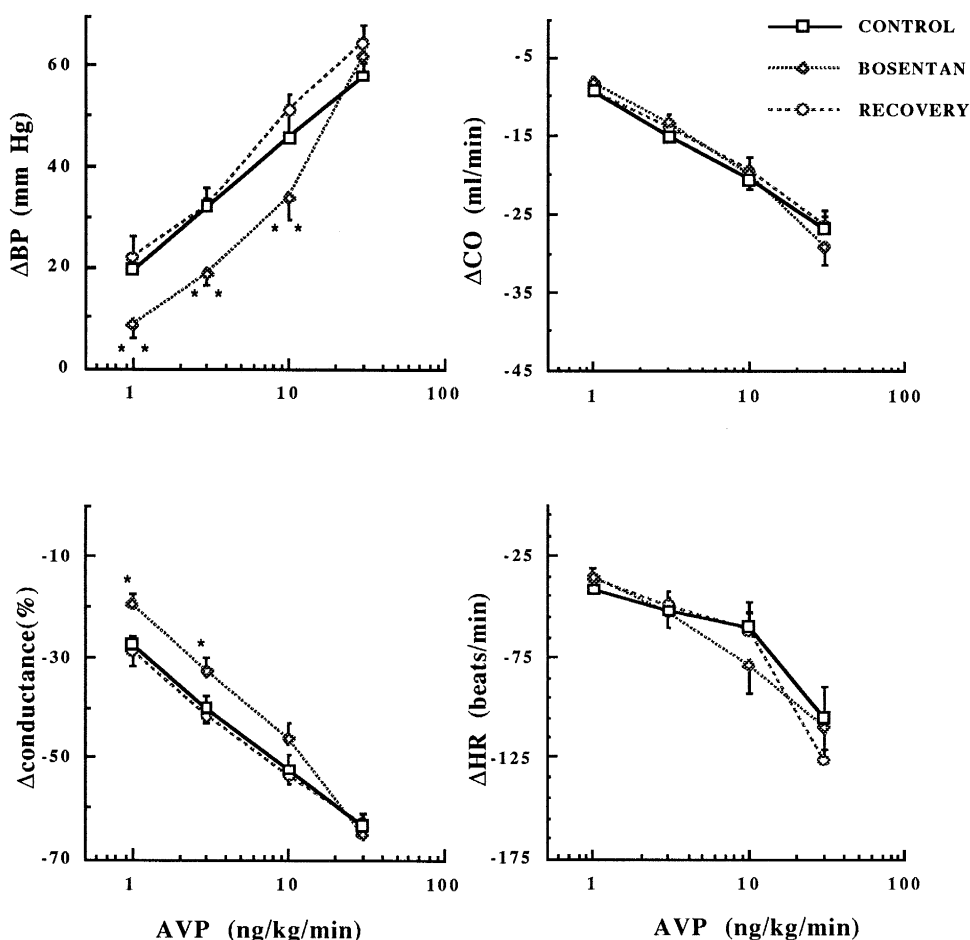 CONTROL
BOSENTAN
RECOVERY
ΔBP (mm Hg)
60
40
20
0
* *
* *
* *
1 10 100
ΔCO (ml/min)
-5
-15
-25
-35
-45
1 10 100
Δconductance(%)
-10
-30
-50
-70
*
*
1 10 100
AVP (ng/kg/min)
ΔHR (beats/min)
-25
-75
-125
-175
1 10 100
AVP (ng/kg/min)